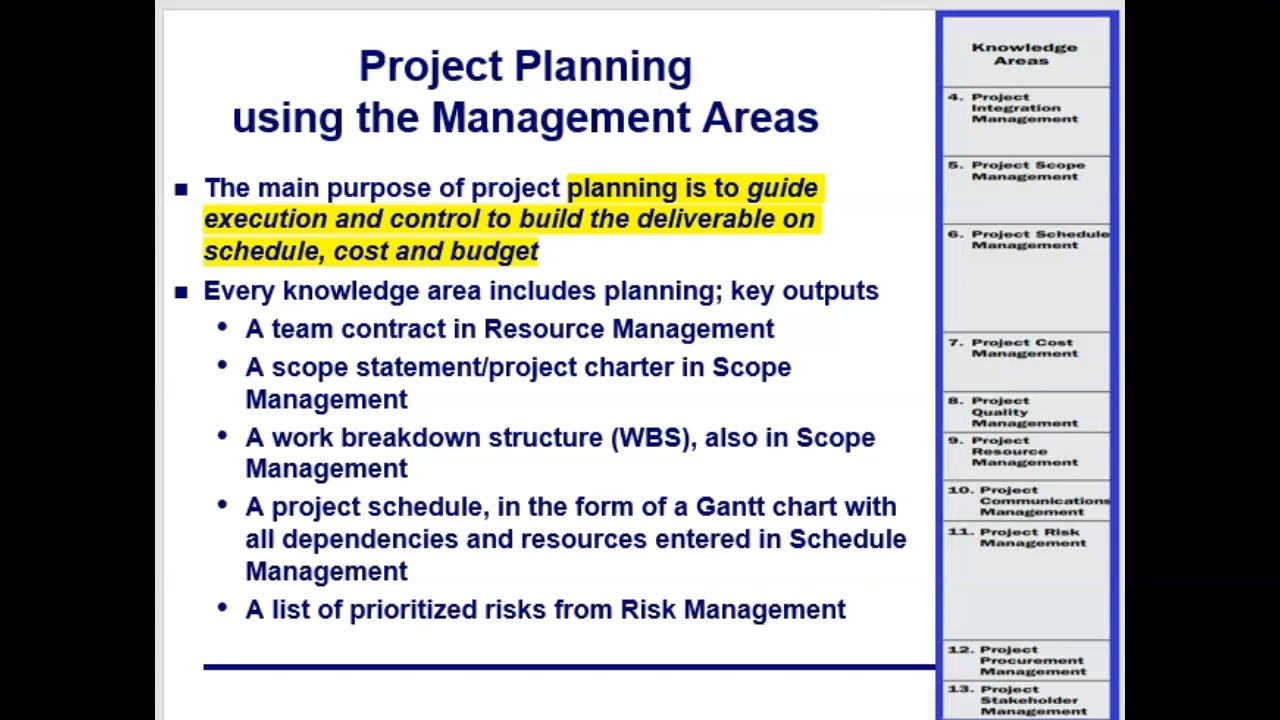 Project Planning
using the Management Areas
■ The main purpose of project planning is to guide
execution and control to build the deliverable on
schedule, cost and budget
■ Every knowledge area includes planning; key outputs
• A team contract in Resource Management
• A scope statement/project charter in Scope
Management
• A work breakdown structure (WBS), also in Scope
Management
• A project schedule, in the form of a Gantt chart with
all dependencies and resources entered in Schedule
Management
• A list of prioritized risks from Risk Management
Knowledge
Areas
4. Project
Integration
Management
5. Project Scope
Management
6. Project Schedule
Management
7. Project Cost
Management
8. Project
Quality
Management
9. Project
Resource
Management
10. Project
Communications
Management
11. Project Risk
Management
12. Project
Procurement
Management
13. Project
Stakeholder
Management